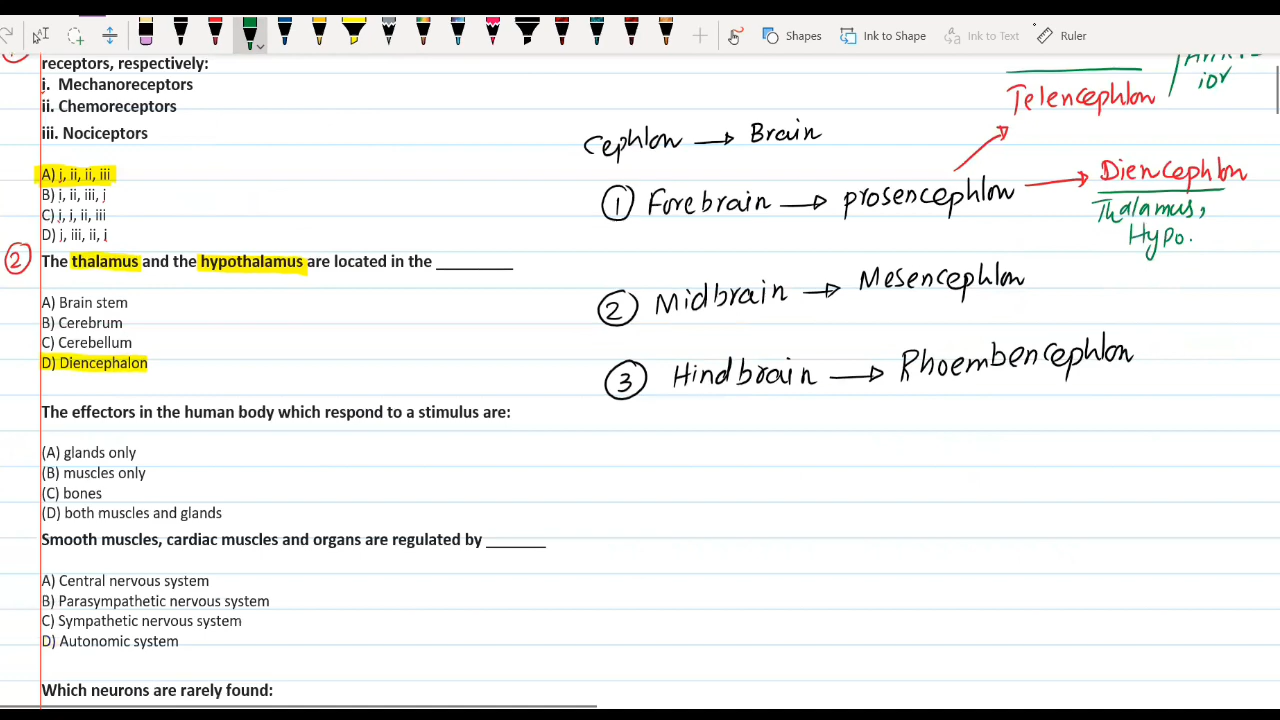 Shapes
Ink to Shape
Ink to Text
Ruler
receptors, respectively:
i. Mechanoreceptors
ii. Chemoreceptors
iii. Nociceptors
A) j, ii, ii, iii
B) !, ii, iii, j
C) j, j, ii, iii
D) j, iii, ii, j
2 The thalamus and the hypothalamus are located in the ________
A) Brain stem
B) Cerebrum
C) Cerebellum
D) Diencephalon
The effectors in the human body which respond to a stimulus are:
(A) glands only
(B) muscles only
(C) bones
(D) both muscles and glands
Smooth muscles, cardiac muscles and organs are regulated by ______
A) Central nervous system
B) Parasympathetic nervous system
C) Sympathetic nervous system
D) Autonomic system
Which neurons are rarely found:
ior
Telencephlon
Cephlon → Brain
1 Forebrain → prosencephlon → Diencephlon
Thalamus,
Hypo.
2 Midbrain → Mesencephlon
3 Hindbrain → Rhoembencephlon